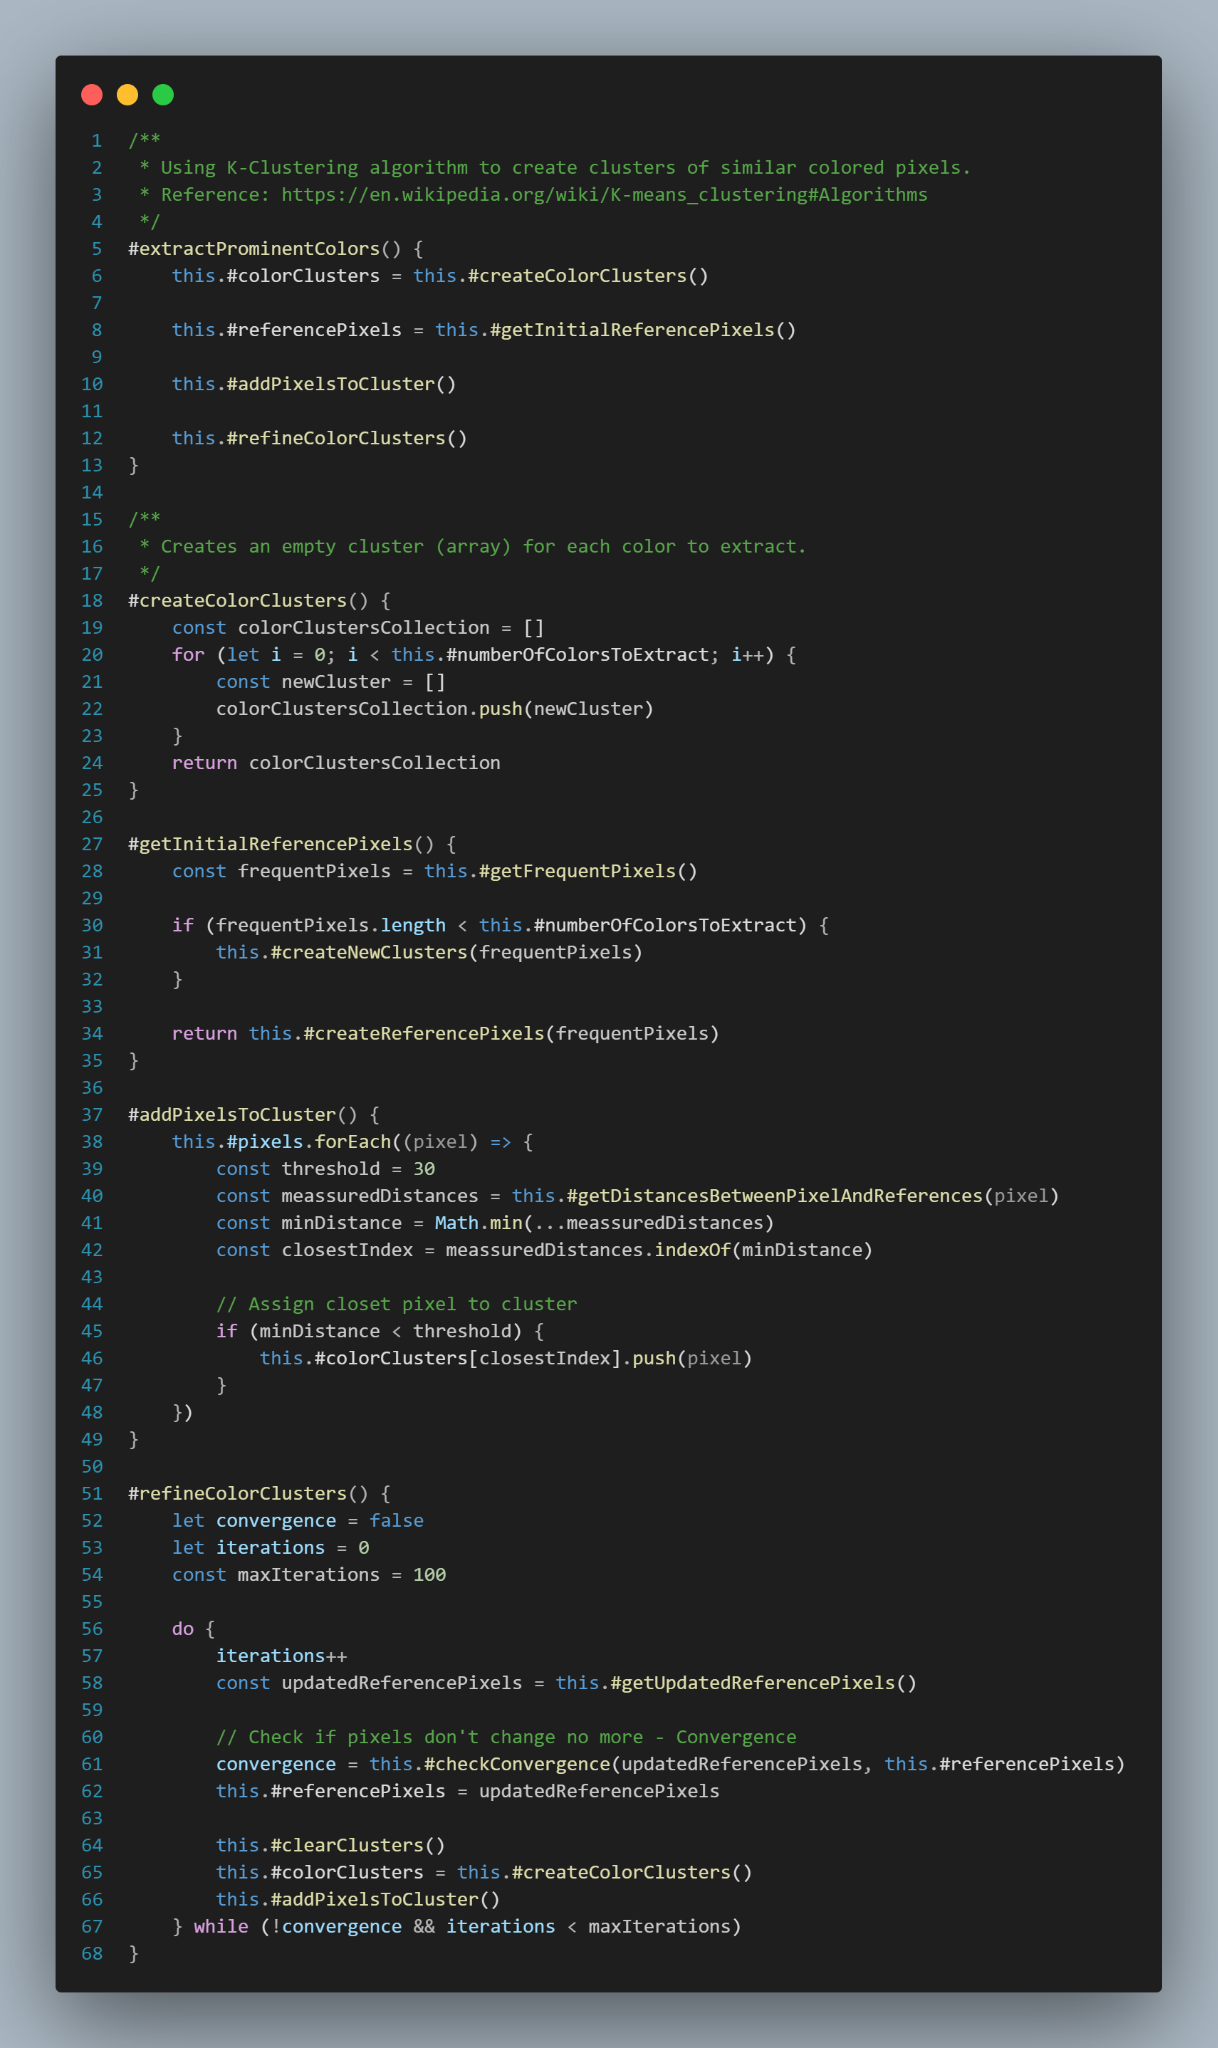 1 /**
2  * Using K-Clustering algorithm to create clusters of similar colored pixels.
3  * Reference: https://en.wikipedia.org/wiki/K-means_clustering#Algorithms
4  */
5 #extractProminentColors() {
6     this.#colorClusters = this.#createColorClusters()
7
8     this.#referencePixels = this.#getInitialReferencePixels()
9
10     this.#addPixelsToCluster()
11
12     this.#refineColorClusters()
13 }
14
15 /**
16  * Creates an empty cluster (array) for each color to extract.
17  */
18 #createColorClusters() {
19     const colorClustersCollection = []
20     for (let i = 0; i < this.#numberOfColorsToExtract; i++) {
21         const newCluster = []
22         colorClustersCollection.push(newCluster)
23     }
24     return colorClustersCollection
25 }
26
27 #getInitialReferencePixels() {
28     const frequentPixels = this.#getFrequentPixels()
29
30     if (frequentPixels.length < this.#numberOfColorsToExtract) {
31         this.#createNewClusters(frequentPixels)
32     }
33
34     return this.#createReferencePixels(frequentPixels)
35 }
36
37 #addPixelsToCluster() {
38     this.#pixels.forEach((pixel) => {
39         const threshold = 30
40         const meassuredDistances = this.#getDistancesBetweenPixelAndReferences(pixel)
41         const minDistance = Math.min(...meassuredDistances)
42         const closestIndex = meassuredDistances.indexOf(minDistance)
43
44         // Assign closet pixel to cluster
45         if (minDistance < threshold) {
46             this.#colorClusters[closestIndex].push(pixel)
47         }
48     })
49 }
50
51 #refineColorClusters() {
52     let convergence = false
53     let iterations = 0
54     const maxIterations = 100
55
56     do {
57         iterations++
58         const updatedReferencePixels = this.#getUpdatedReferencePixels()
59
60         // Check if pixels don't change no more - Convergence
61         convergence = this.#checkConvergence(updatedReferencePixels, this.#referencePixels)
62         this.#referencePixels = updatedReferencePixels
63
64         this.#clearClusters()
65         this.#colorClusters = this.#createColorClusters()
66         this.#addPixelsToCluster()
67     } while (!convergence && iterations < maxIterations)
68 }